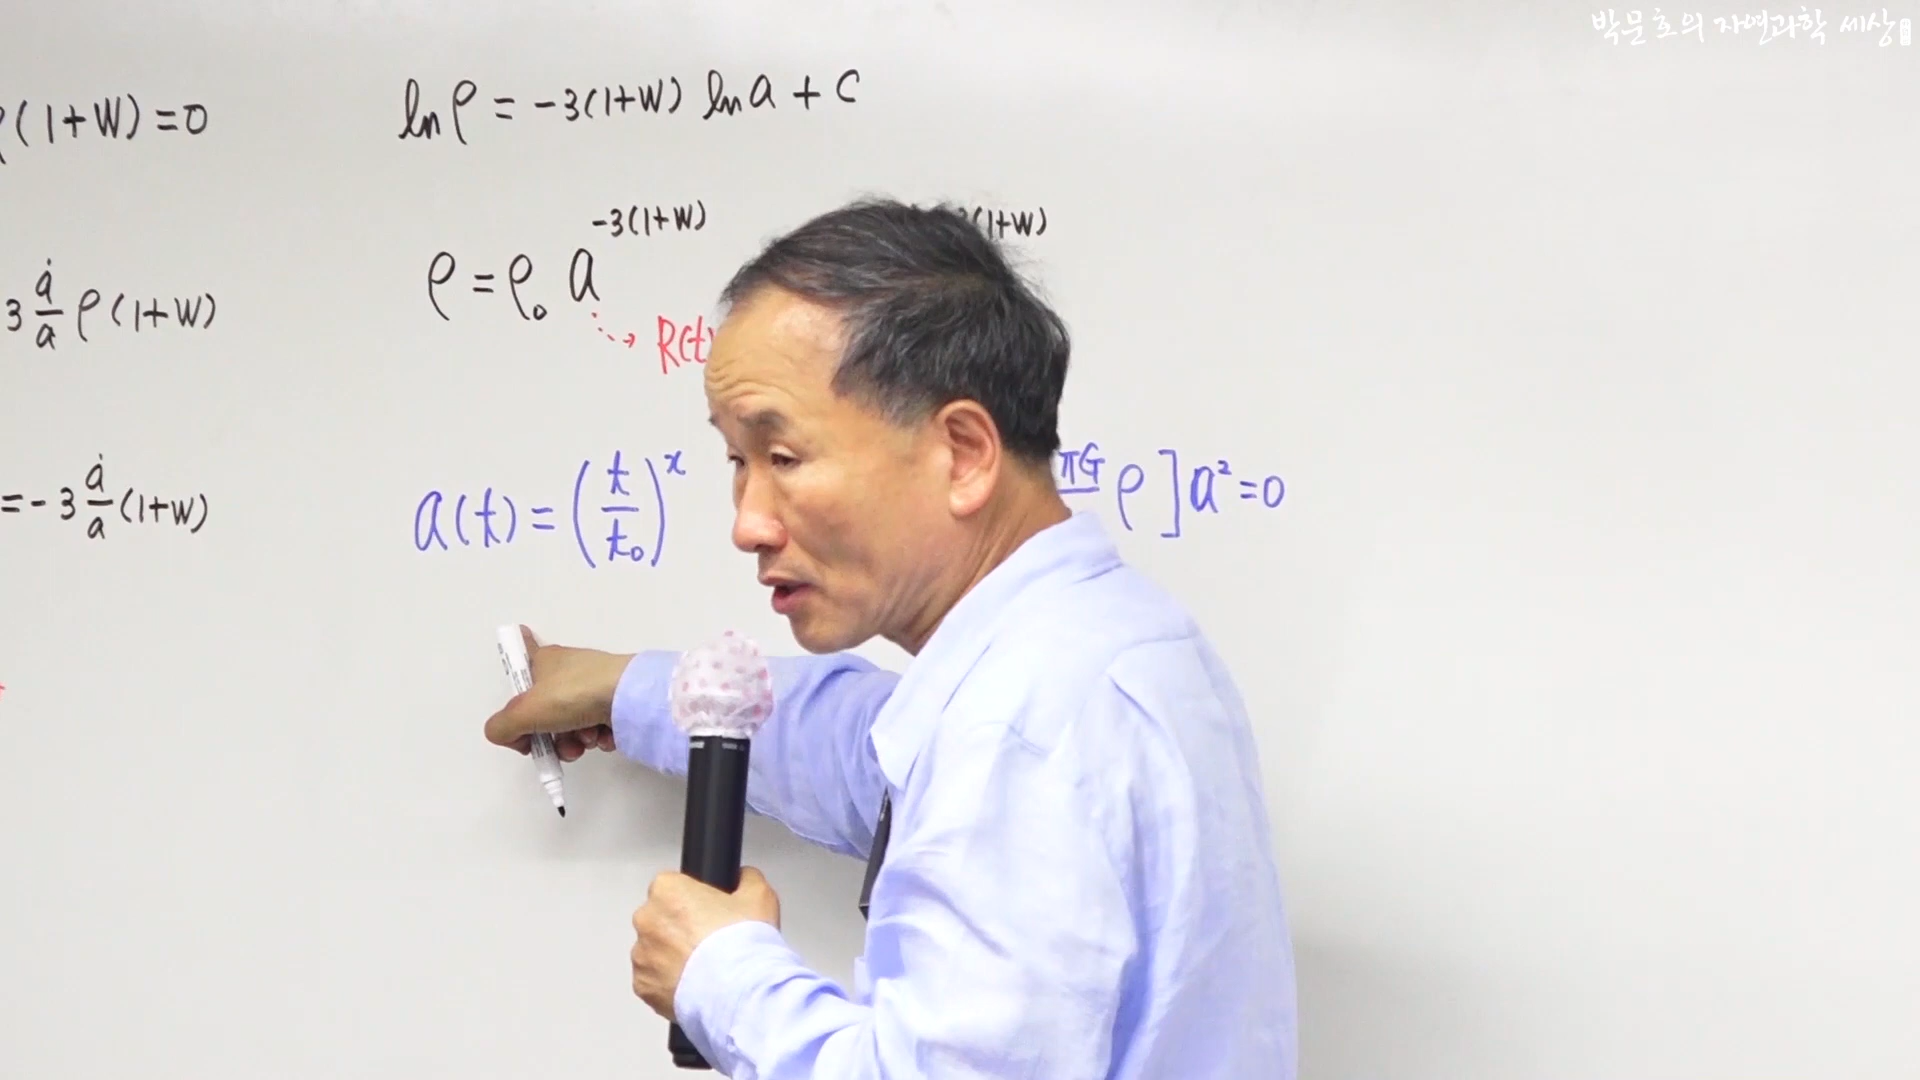 박문호의 자연과학 세상
ρ(1+W)=0
ln ρ = -3(1+W) ln a + C
3 ȧ/a ρ(1+W)
ρ = ρ₀ a^{-3(1+W)}
3(1+W)
R(t)
= -3 ȧ/a (1+W)
a(t) = (t/t₀)^x
πG ρ ] a² = 0